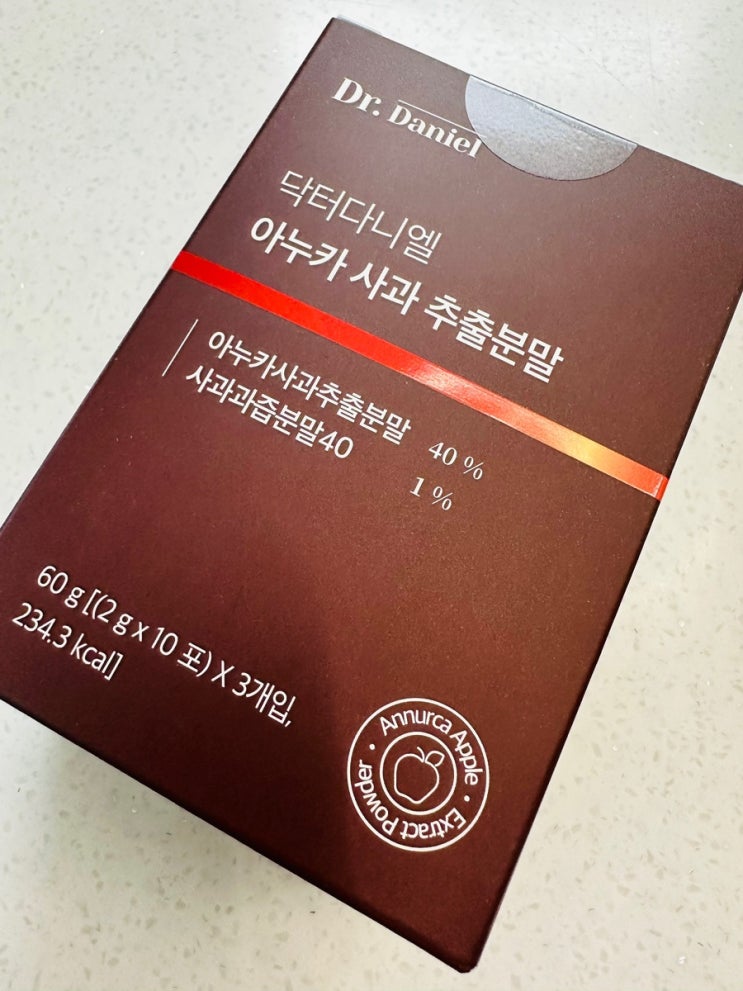 Dr. Daniel
닥터다니엘
아누카 사과 추출분말
아누카사과추출분말 40 %
사과과즙분말40 1 %
60 g [(2 g x 10 포) X 3개입,
234.3 kcal]
Annurca Apple • Extract Powder •